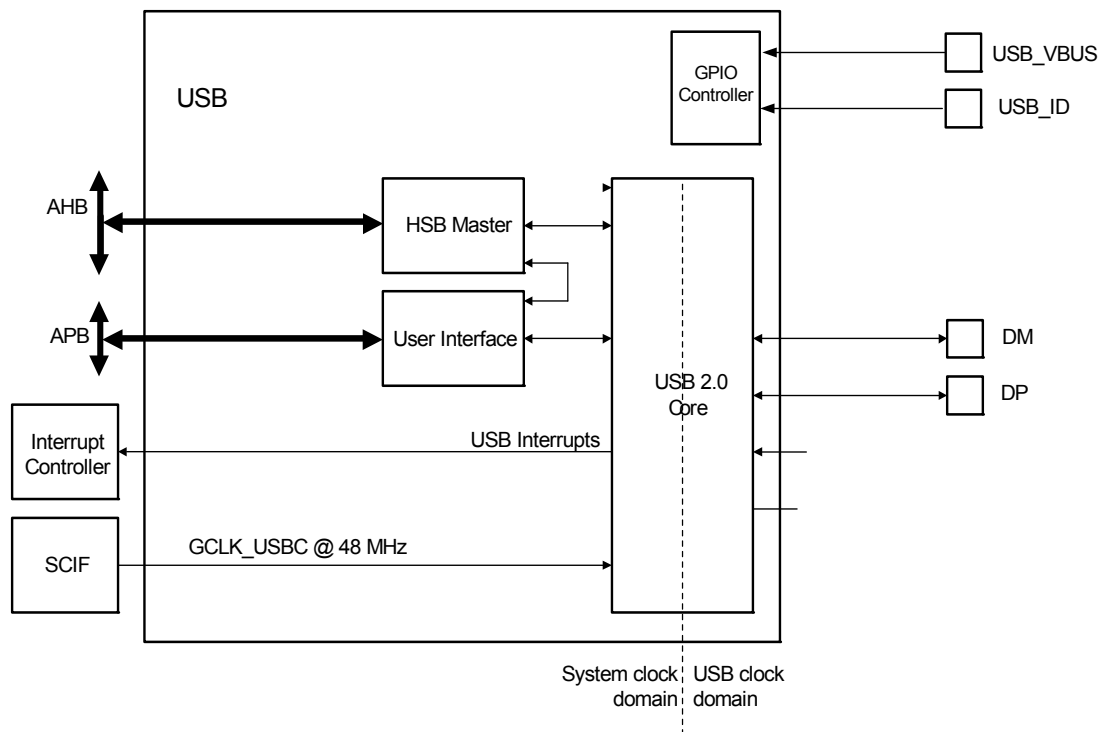 USB
GPIO
Controller
USB_VBUS
USB_ID
AHB
HSB Master
APB
User Interface
USB 2.0
Core
DM
DP
Interrupt
Controller
USB Interrupts
SCIF
GCLK_USBC @ 48 MHz
System clock
domain
USB clock
domain